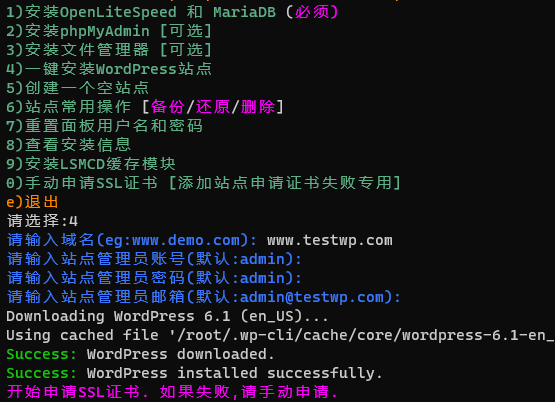 1)安装OpenLiteSpeed 和 MariaDB (必须)
2)安装phpMyAdmin [可选]
3)安装文件管理器 [可选]
4)一键安装WordPress站点
5)创建一个空站点
6)站点常用操作 [备份/还原/删除]
7)重置面板用户名和密码
8)查看安装信息
9)安装LSMCD缓存模块
0)手动申请SSL证书 [添加站点申请证书失败专用]
e)退出
请选择:4
请输入域名(eg:www.demo.com): www.testwp.com
请输入站点管理员账号(默认:admin):
请输入站点管理员密码(默认:admin):
请输入站点管理员邮箱(默认:admin@testwp.com):
Downloading WordPress 6.1 (en_US)...
Using cached file '/root/.wp-cli/cache/core/wordpress-6.1-en_
Success: WordPress downloaded.
Success: WordPress installed successfully.
开始申请SSL证书. 如果失败,请手动申请.